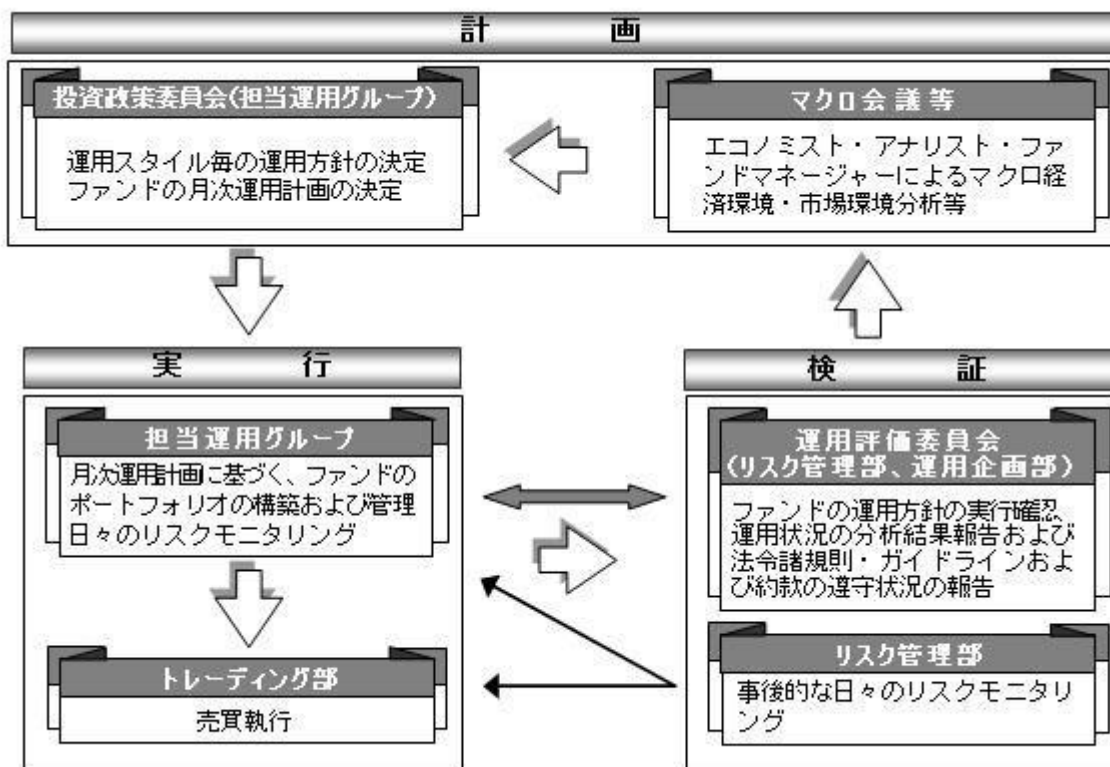 計 画
投資政策委員会(担当運用グループ)
運用スタイル毎の運用方針の決定
ファンドの月次運用計画の決定
マクロ会議等
エコノミスト・アナリスト・ファ
ンドマネージャーによるマクロ経
済環境・市場環境分析等
実 行
担当運用グループ
月次運用計画に基づく、ファンドの
ポートフォリオの構築および管理
日々のリスクモニタリング
トレーディング部
売買執行
検 証
運用評価委員会
(リスク管理部、運用企画部)
ファンドの運用方針の実行確認、
運用状況の分析結果報告および
法令諸規則・ガイドラインおよ
び約款の遵守状況の報告
リスク管理部
事後的な日々のリスクモニタリ
ング